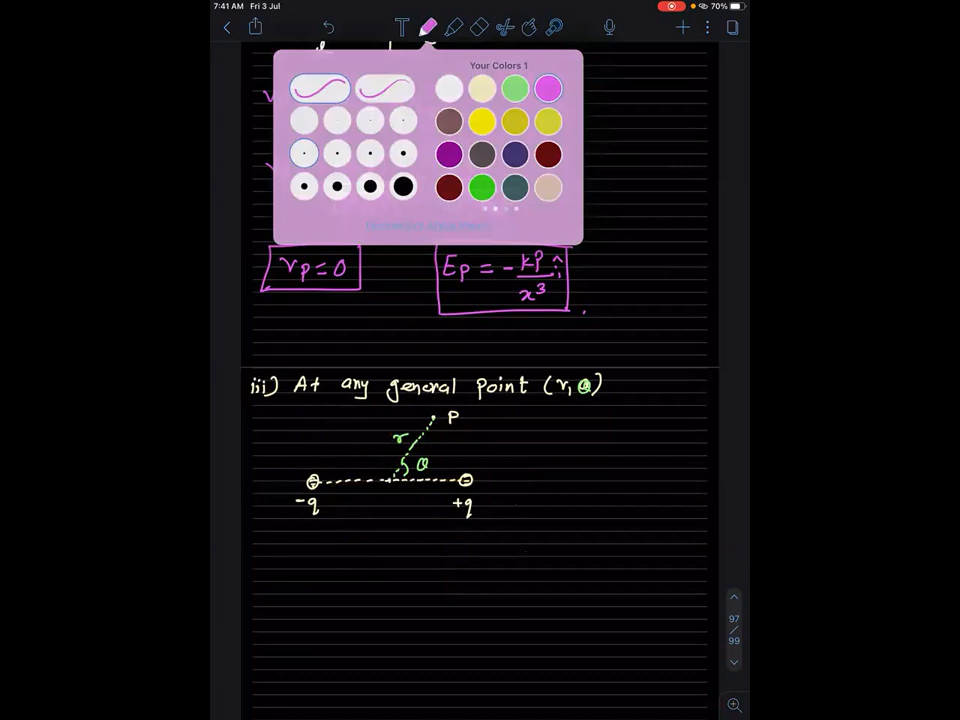 7:41 AM Fri 3 Jul
70%
T
Your Colors 1
Vp = 0
Ep = - kp/x³ î
iii) At any general point (r, θ)
P
r
θ
-q
+q
97
/
99